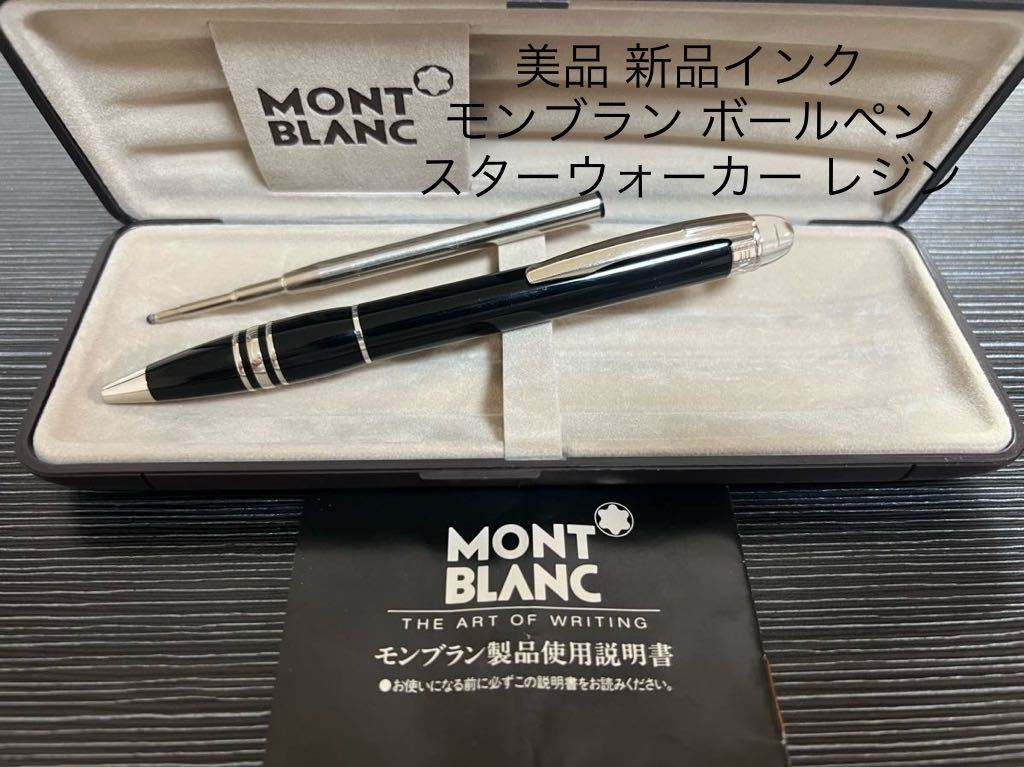 美品 新品インク
モンブラン ボールペン
スターウォーカー レジン
MONT
BLANC
MONT
BLANC
THE ART OF WRITING
モンブラン製品使用説明書
●お使いになる前に必ずこの説明書をお読みください。